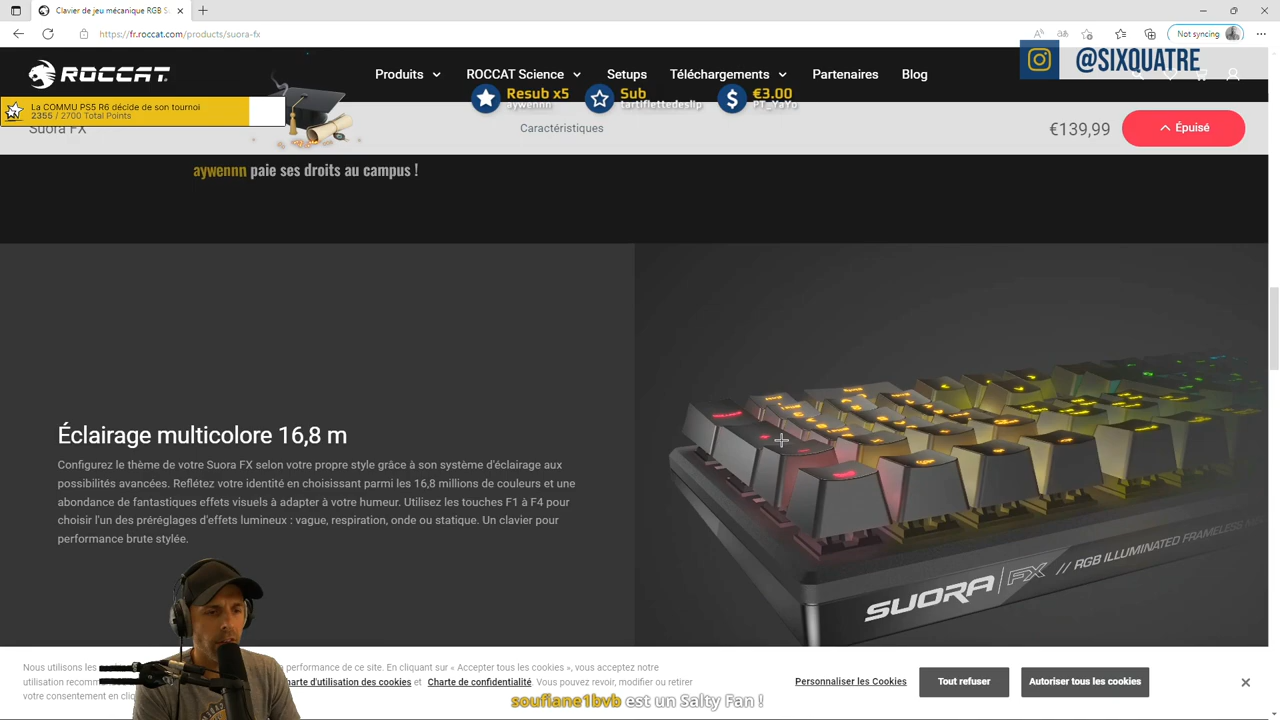 Clavier de jeu mécanique RGB S
https://fr.roccat.com/products/suora-fx
Not syncing
ROCCAT
Produits
ROCCAT Science
Setups
Téléchargements
Partenaires
Blog
@SIXQUATRE
La COMMU PS5 R6 décide de son tournoi
2355 / 2700 Total Points
Resub x5
aywennn
Sub
tartiflettedeslip
€3.00
PT_YaYo
Suora FX
Caractéristiques
€139,99
Épuisé
aywennn paie ses droits au campus !
Éclairage multicolore 16,8 m
Configurez le thème de votre Suora FX selon votre propre style grâce à son système d'éclairage aux
possibilités avancées. Reflétez votre identité en choisissant parmi les 16,8 millions de couleurs et une
abondance de fantastiques effets visuels à adapter à votre humeur. Utilisez les touches F1 à F4 pour
choisir l'un des préréglages d'effets lumineux : vague, respiration, onde ou statique. Un clavier pour
performance brute stylée.
SUORA FX // RGB ILLUMINATED FRAMELESS
Nous utilisons les
performance de ce site. En cliquant sur « Accepter tous les cookies », vous acceptez notre
utilisation
charte d'utilisation des cookies et Charte de confidentialité. Vous pouvez revoir, modifier ou retirer
votre consentement en
Personnaliser les Cookies
Tout refuser
Autoriser tous les cookies
soufiane1bvb est un Salty Fan !